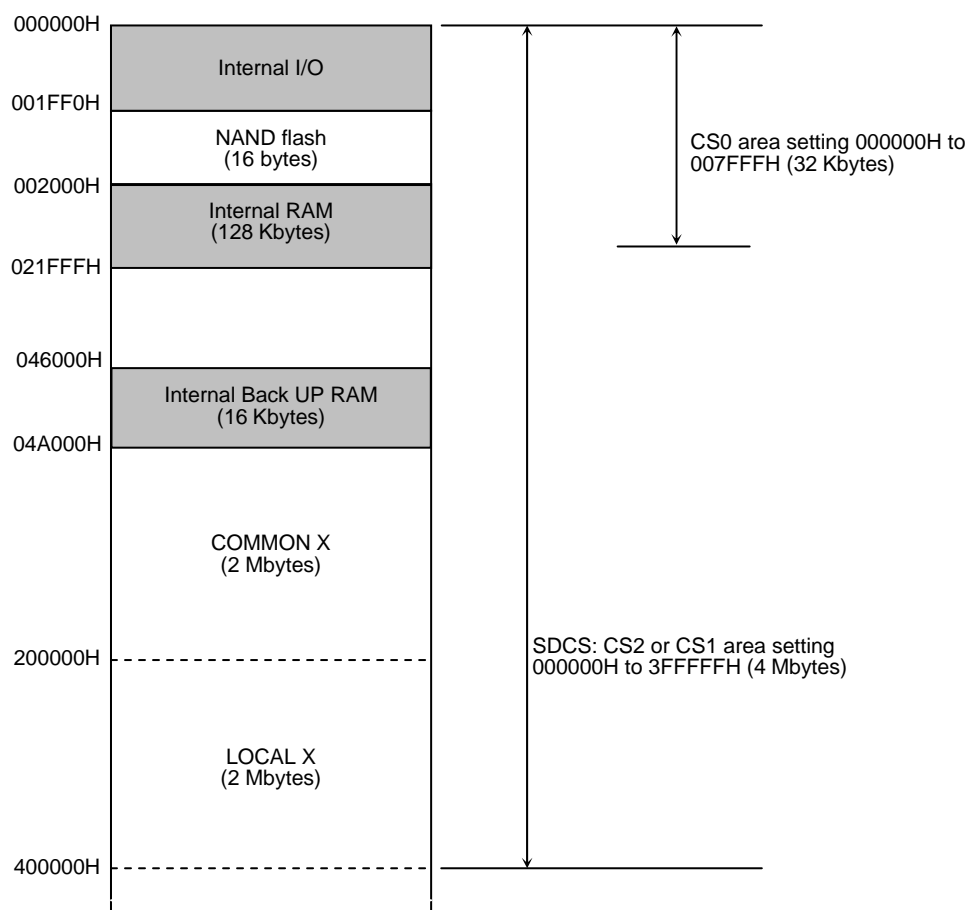 000000H
Internal I/O
001FF0H
NAND flash
(16 bytes)
002000H
Internal RAM
(128 Kbytes)
021FFFH
046000H
Internal Back UP RAM
(16 Kbytes)
04A000H
COMMON X
(2 Mbytes)
200000H
LOCAL X
(2 Mbytes)
400000H
CS0 area setting 000000H to
007FFFH (32 Kbytes)
SDCS: CS2 or CS1 area setting
000000H to 3FFFFFH (4 Mbytes)